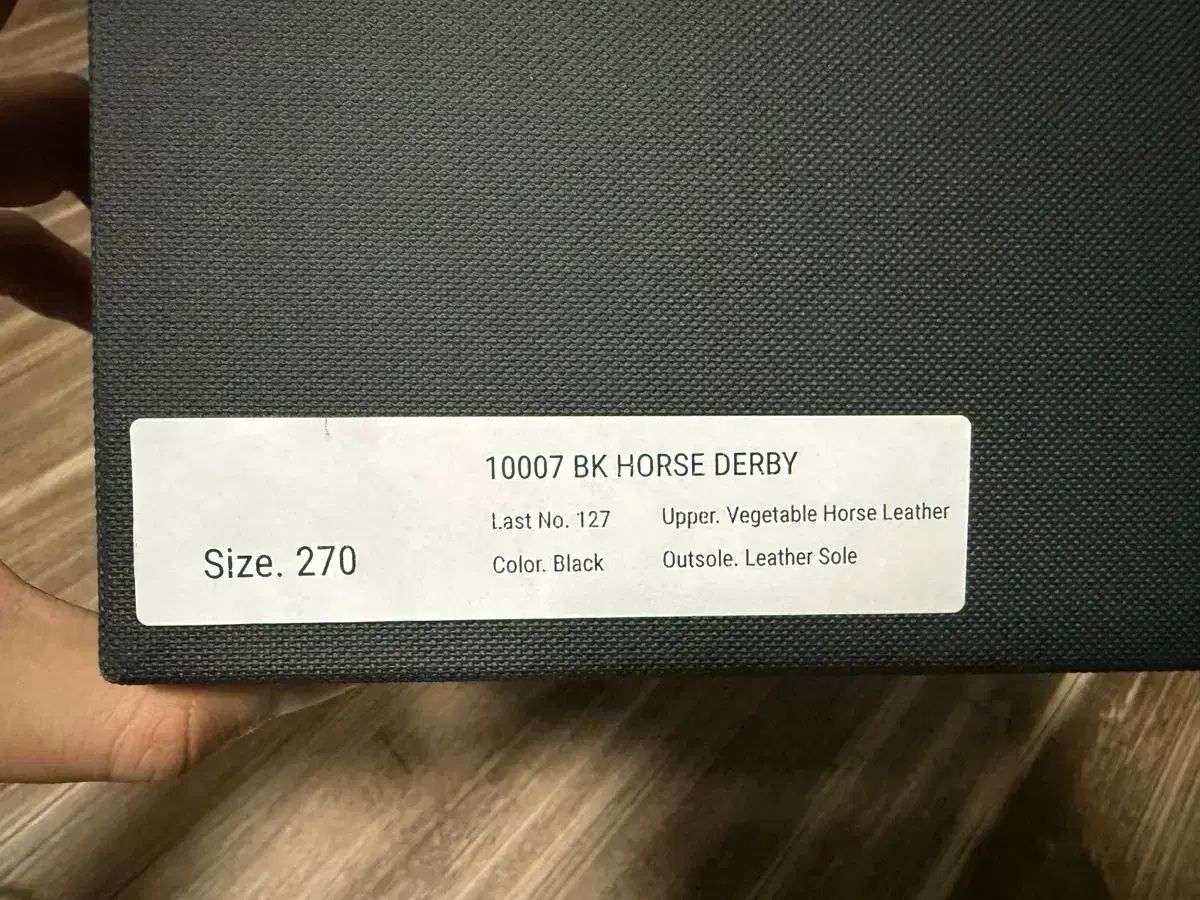 10007 BK HORSE DERBY
Last No. 127 Upper. Vegetable Horse Leather
Size. 270 Color. Black Outsole. Leather Sole